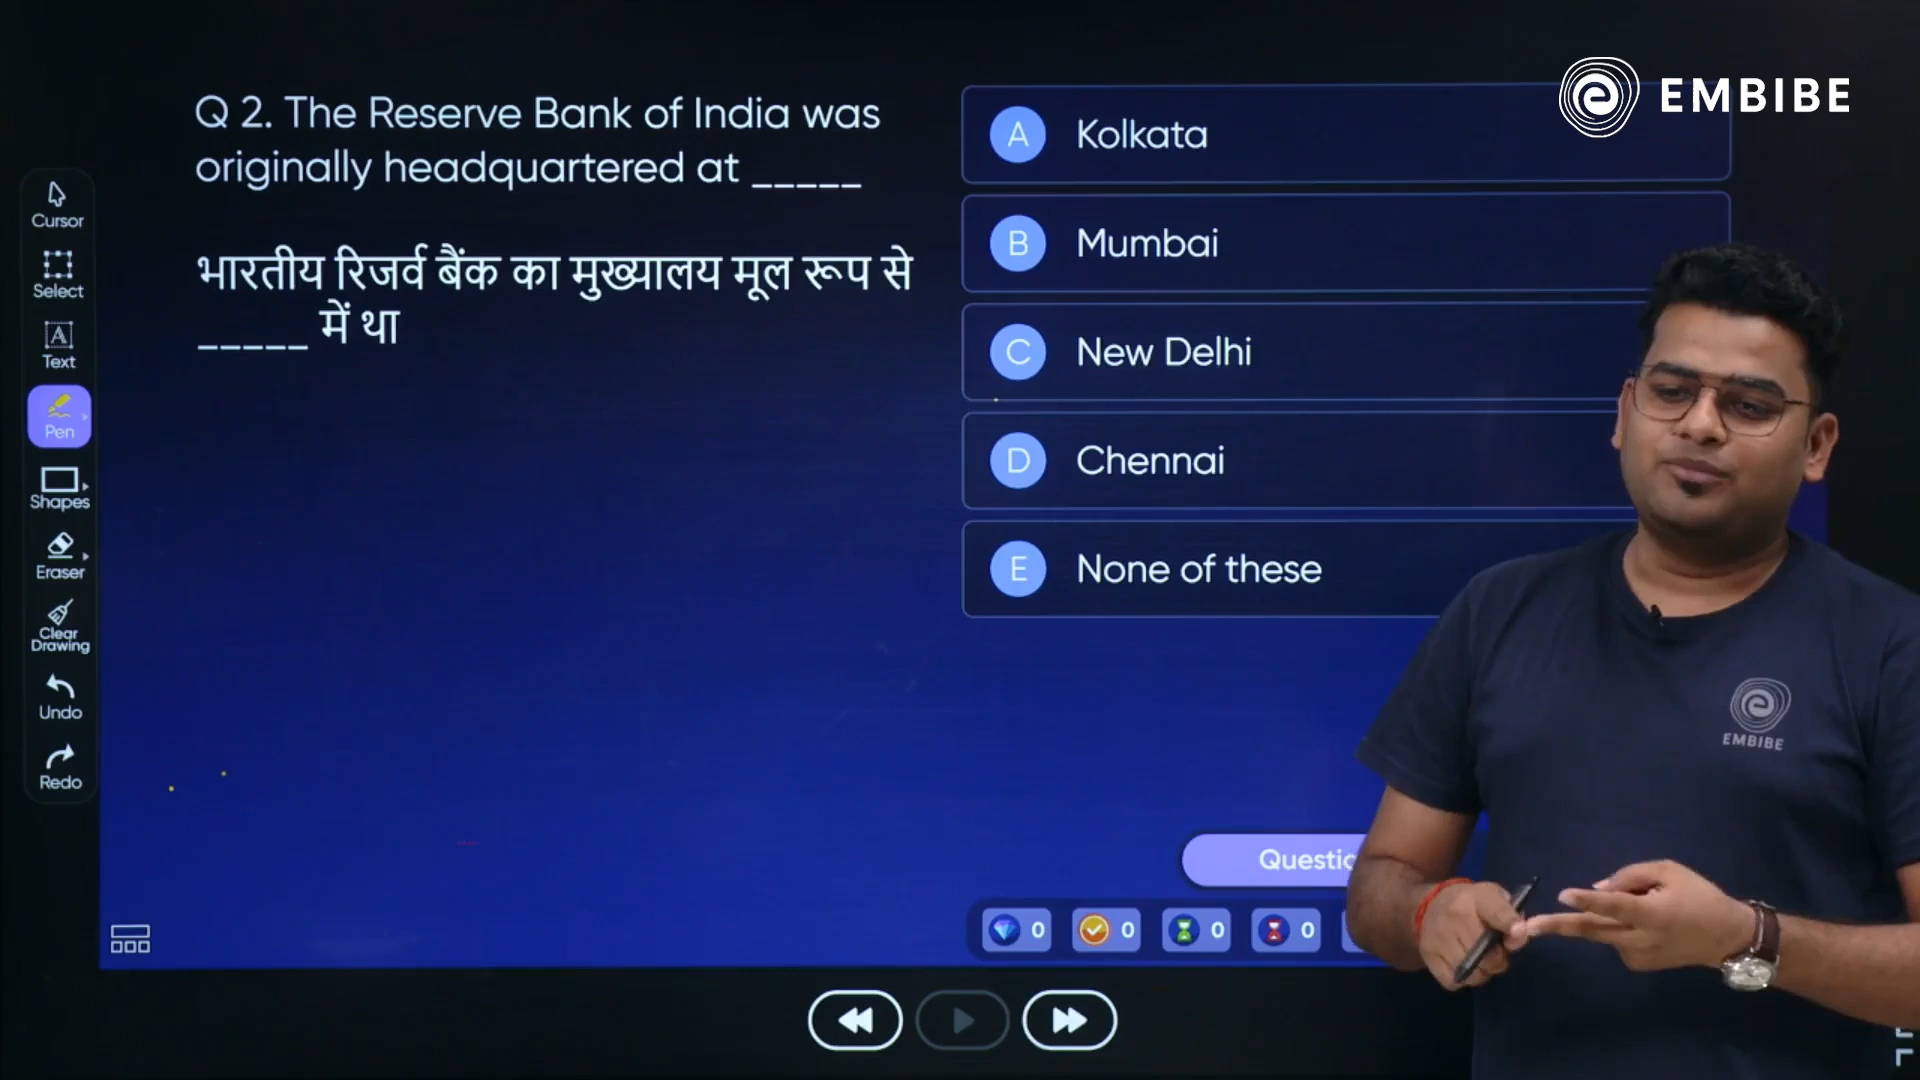 EMBIBE
Q 2. The Reserve Bank of India was
originally headquartered at _____
भारतीय रिजर्व बैंक का मुख्यालय मूल रूप से
_____ में था
A Kolkata
B Mumbai
C New Delhi
D Chennai
E None of these
Cursor
Select
A
Text
Pen
Shapes
Eraser
Clear
Drawing
Undo
Redo
EMBIBE
0 0 0 0